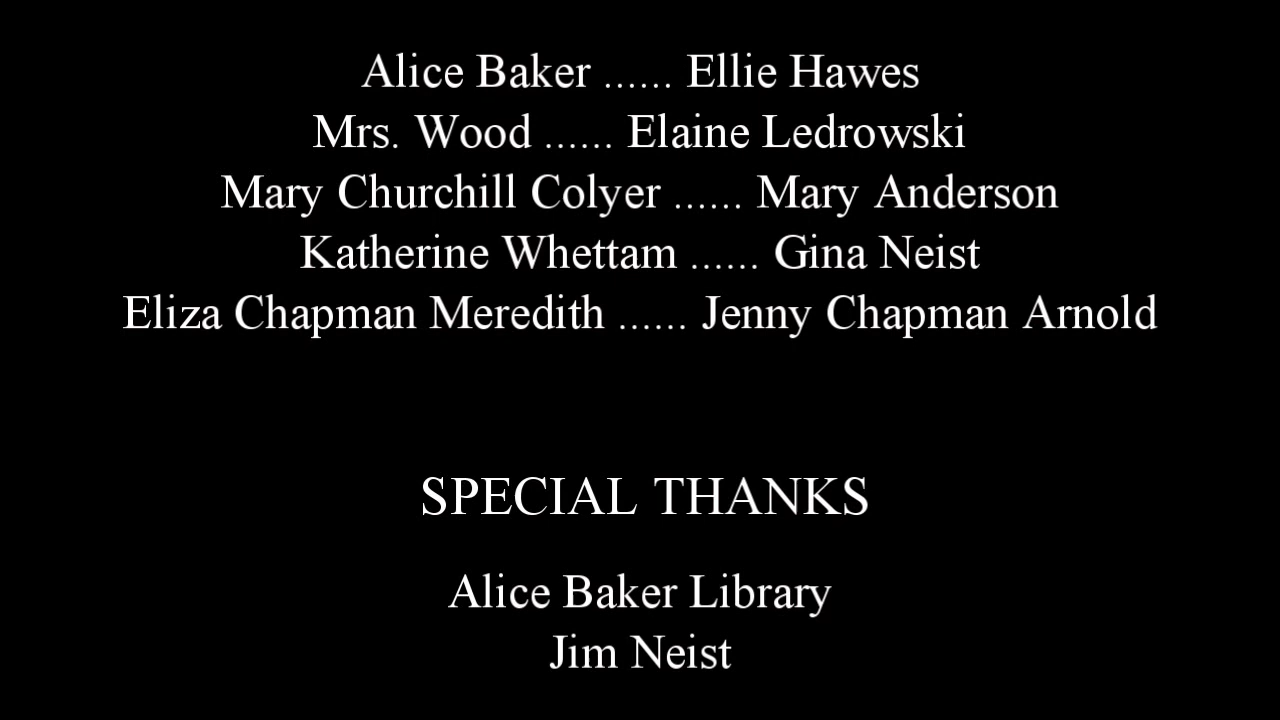 Alice Baker ...... Ellie Hawes
Mrs. Wood ...... Elaine Ledrowski
Mary Churchill Colyer ...... Mary Anderson
Katherine Whettam ...... Gina Neist
Eliza Chapman Meredith ...... Jenny Chapman Arnold
SPECIAL THANKS
Alice Baker Library
Jim Neist